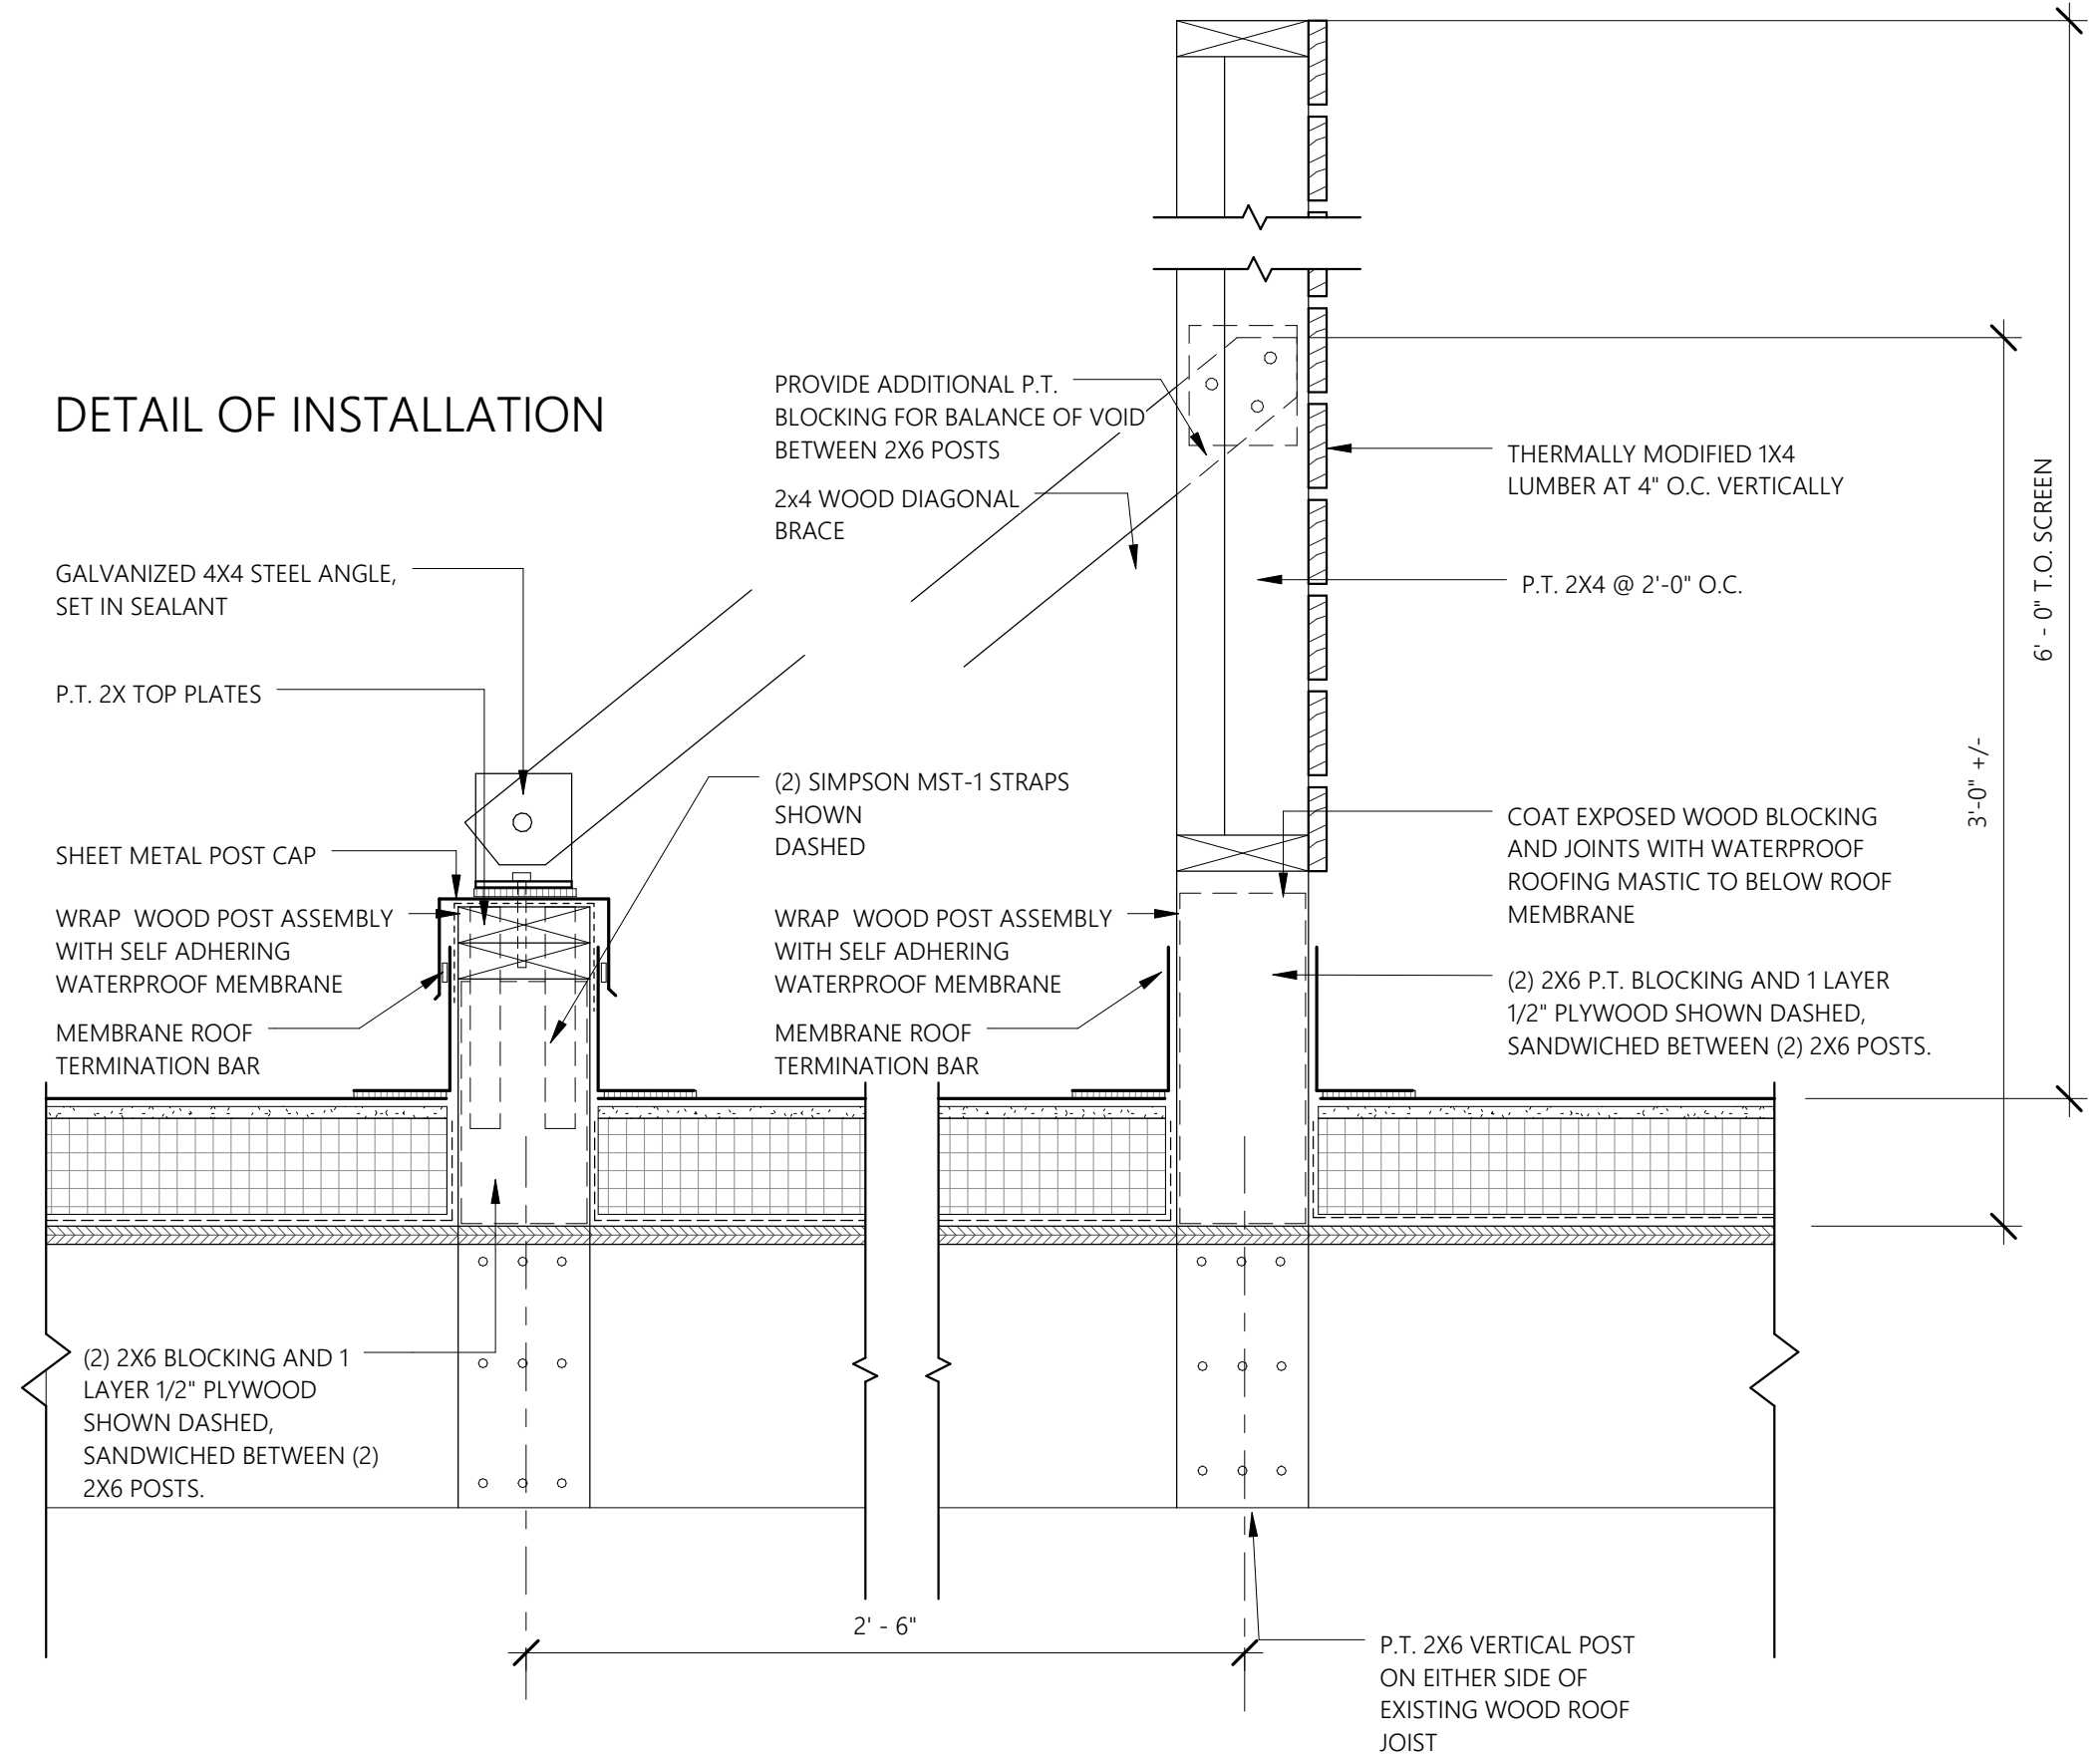 DETAIL OF INSTALLATION
GALVANIZED 4X4 STEEL ANGLE,
SET IN SEALANT
P.T. 2X TOP PLATES
SHEET METAL POST CAP
WRAP  WOOD POST ASSEMBLY
WITH SELF ADHERING
WATERPROOF MEMBRANE
MEMBRANE ROOF
TERMINATION BAR
(2) 2X6 BLOCKING AND 1
LAYER 1/2" PLYWOOD
SHOWN DASHED,
SANDWICHED BETWEEN (2)
2X6 POSTS.
PROVIDE ADDITIONAL P.T.
BLOCKING FOR BALANCE OF VOID
BETWEEN 2X6 POSTS
2x4 WOOD DIAGONAL
BRACE
(2) SIMPSON MST-1 STRAPS
SHOWN
DASHED
WRAP  WOOD POST ASSEMBLY
WITH SELF ADHERING
WATERPROOF MEMBRANE
MEMBRANE ROOF
TERMINATION BAR
2' - 6"
THERMALLY MODIFIED 1X4
LUMBER AT 4" O.C. VERTICALLY
P.T. 2X4 @ 2'-0" O.C.
COAT EXPOSED WOOD BLOCKING
AND JOINTS WITH WATERPROOF
ROOFING MASTIC TO BELOW ROOF
MEMBRANE
(2) 2X6 P.T. BLOCKING AND 1 LAYER
1/2" PLYWOOD SHOWN DASHED,
SANDWICHED BETWEEN (2) 2X6 POSTS.
P.T. 2X6 VERTICAL POST
ON EITHER SIDE OF
EXISTING WOOD ROOF
JOIST
3'-0" +/-
6' - 0" T.O. SCREEN